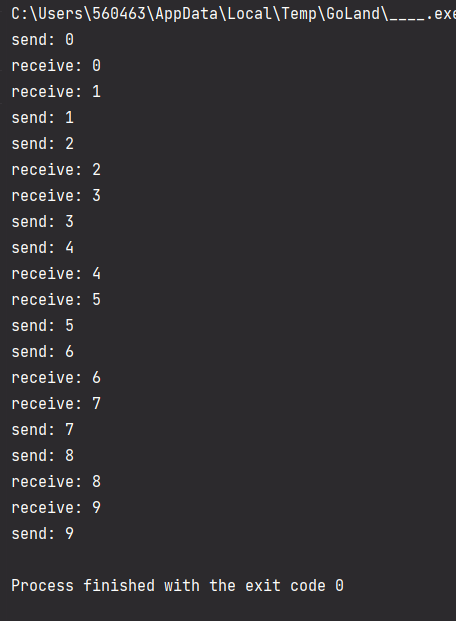 C:\Users\560463\AppData\Local\Temp\GoLand\____.exe
send: 0
receive: 0
receive: 1
send: 1
send: 2
receive: 2
receive: 3
send: 3
send: 4
receive: 4
receive: 5
send: 5
send: 6
receive: 6
receive: 7
send: 7
send: 8
receive: 8
receive: 9
send: 9
Process finished with the exit code 0